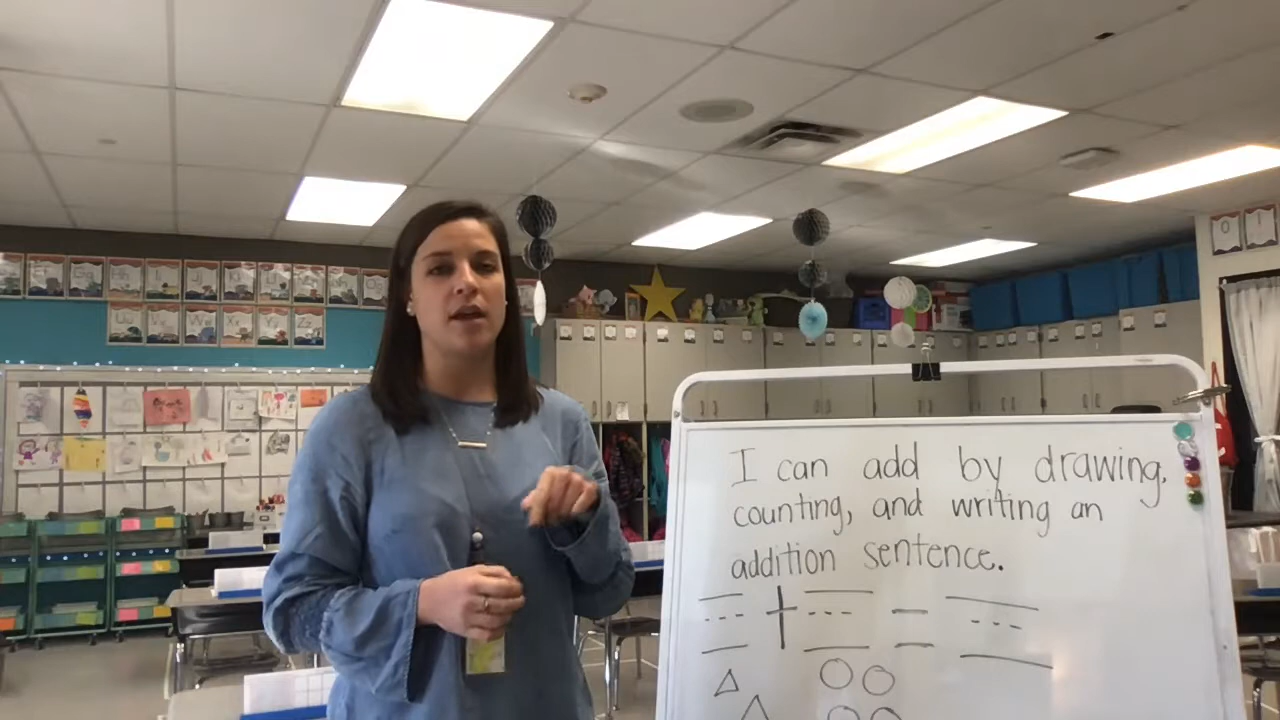 I can add by drawing,
counting, and writing an
addition sentence.
+ =